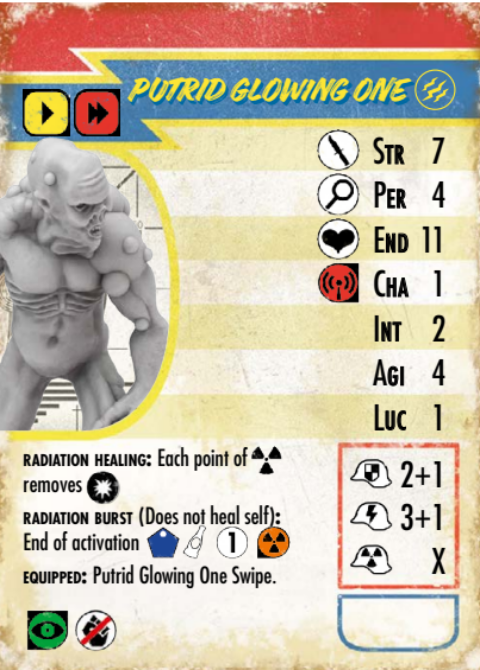 PUTRID GLOWING ONE
STR 7
PER 4
END 11
CHA 1
INT 2
AGI 4
LUC 1
RADIATION HEALING: Each point of
removes
RADIATION BURST (Does not heal self):
End of activation 1
EQUIPPED: Putrid Glowing One Swipe.
2+1
3+1
X